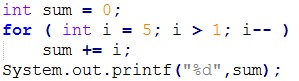 int sum = 0;
for ( int i = 5; i > 1; i-- )
    sum += i;
System.out.printf("%d",sum);